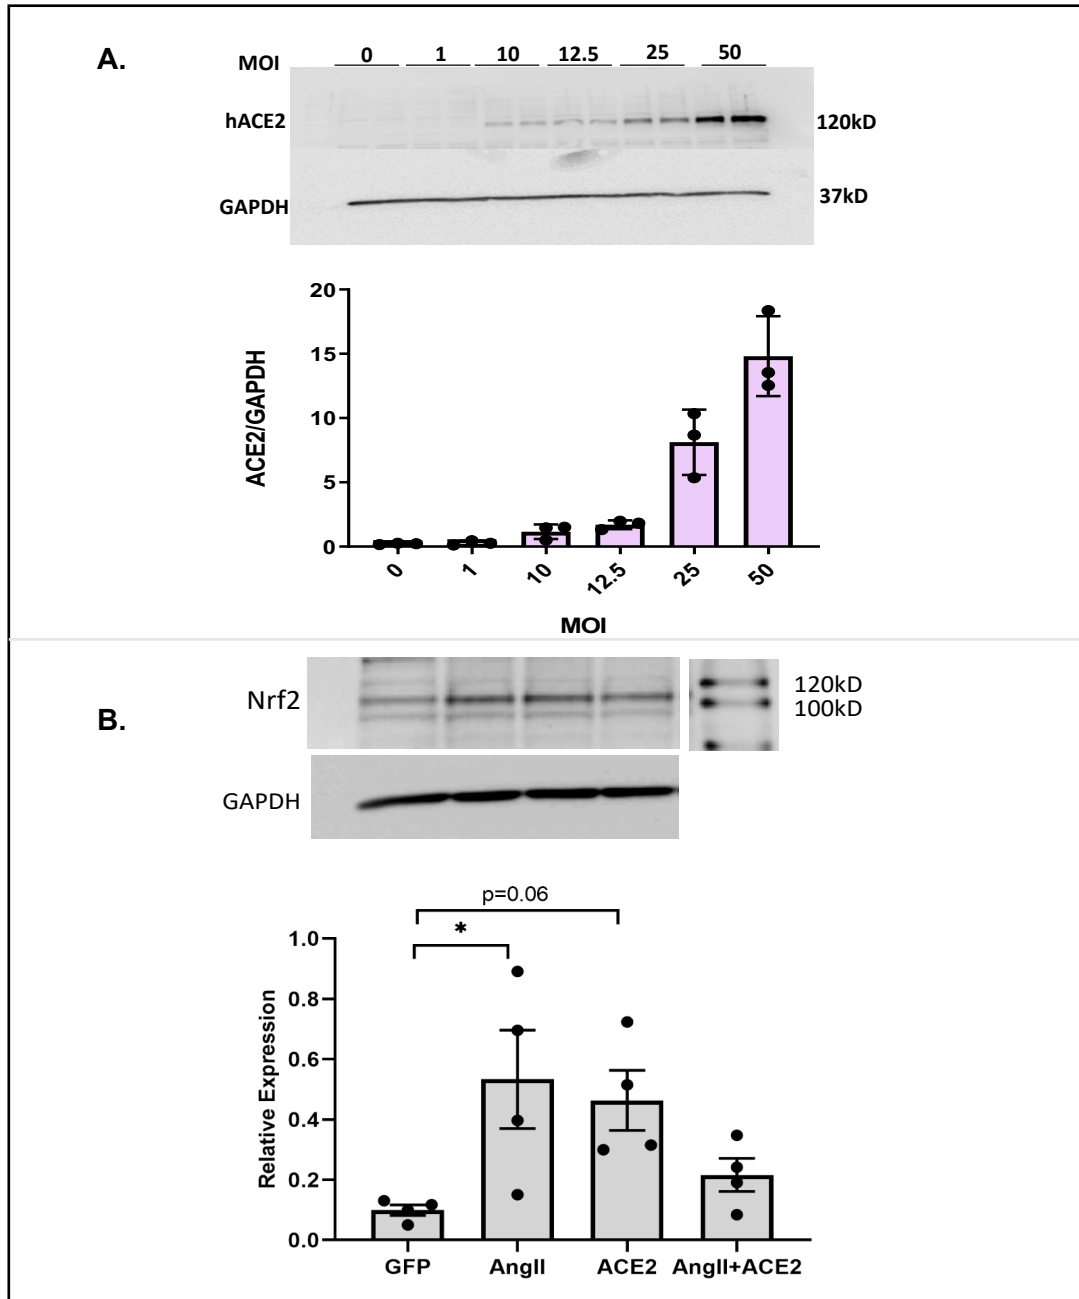 A.
MOI 0 1 10 12.5 25 50
hACE2 120kD
GAPDH 37kD
20
15
10
5
0
ACE2/GAPDH
0 1 10 12.5 25 50
MOI
B.
Nrf2 120kD
100kD
GAPDH
p=0.06
*
1.0
0.8
0.6
0.4
0.2
0.0
Relative Expression
GFP AngII ACE2 AngII+ACE2